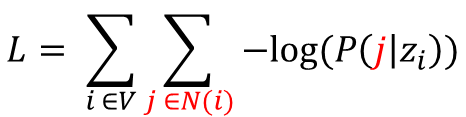 L = ∑_{i ∈V} ∑_{j ∈N(i)} −log(P(j|z_i))